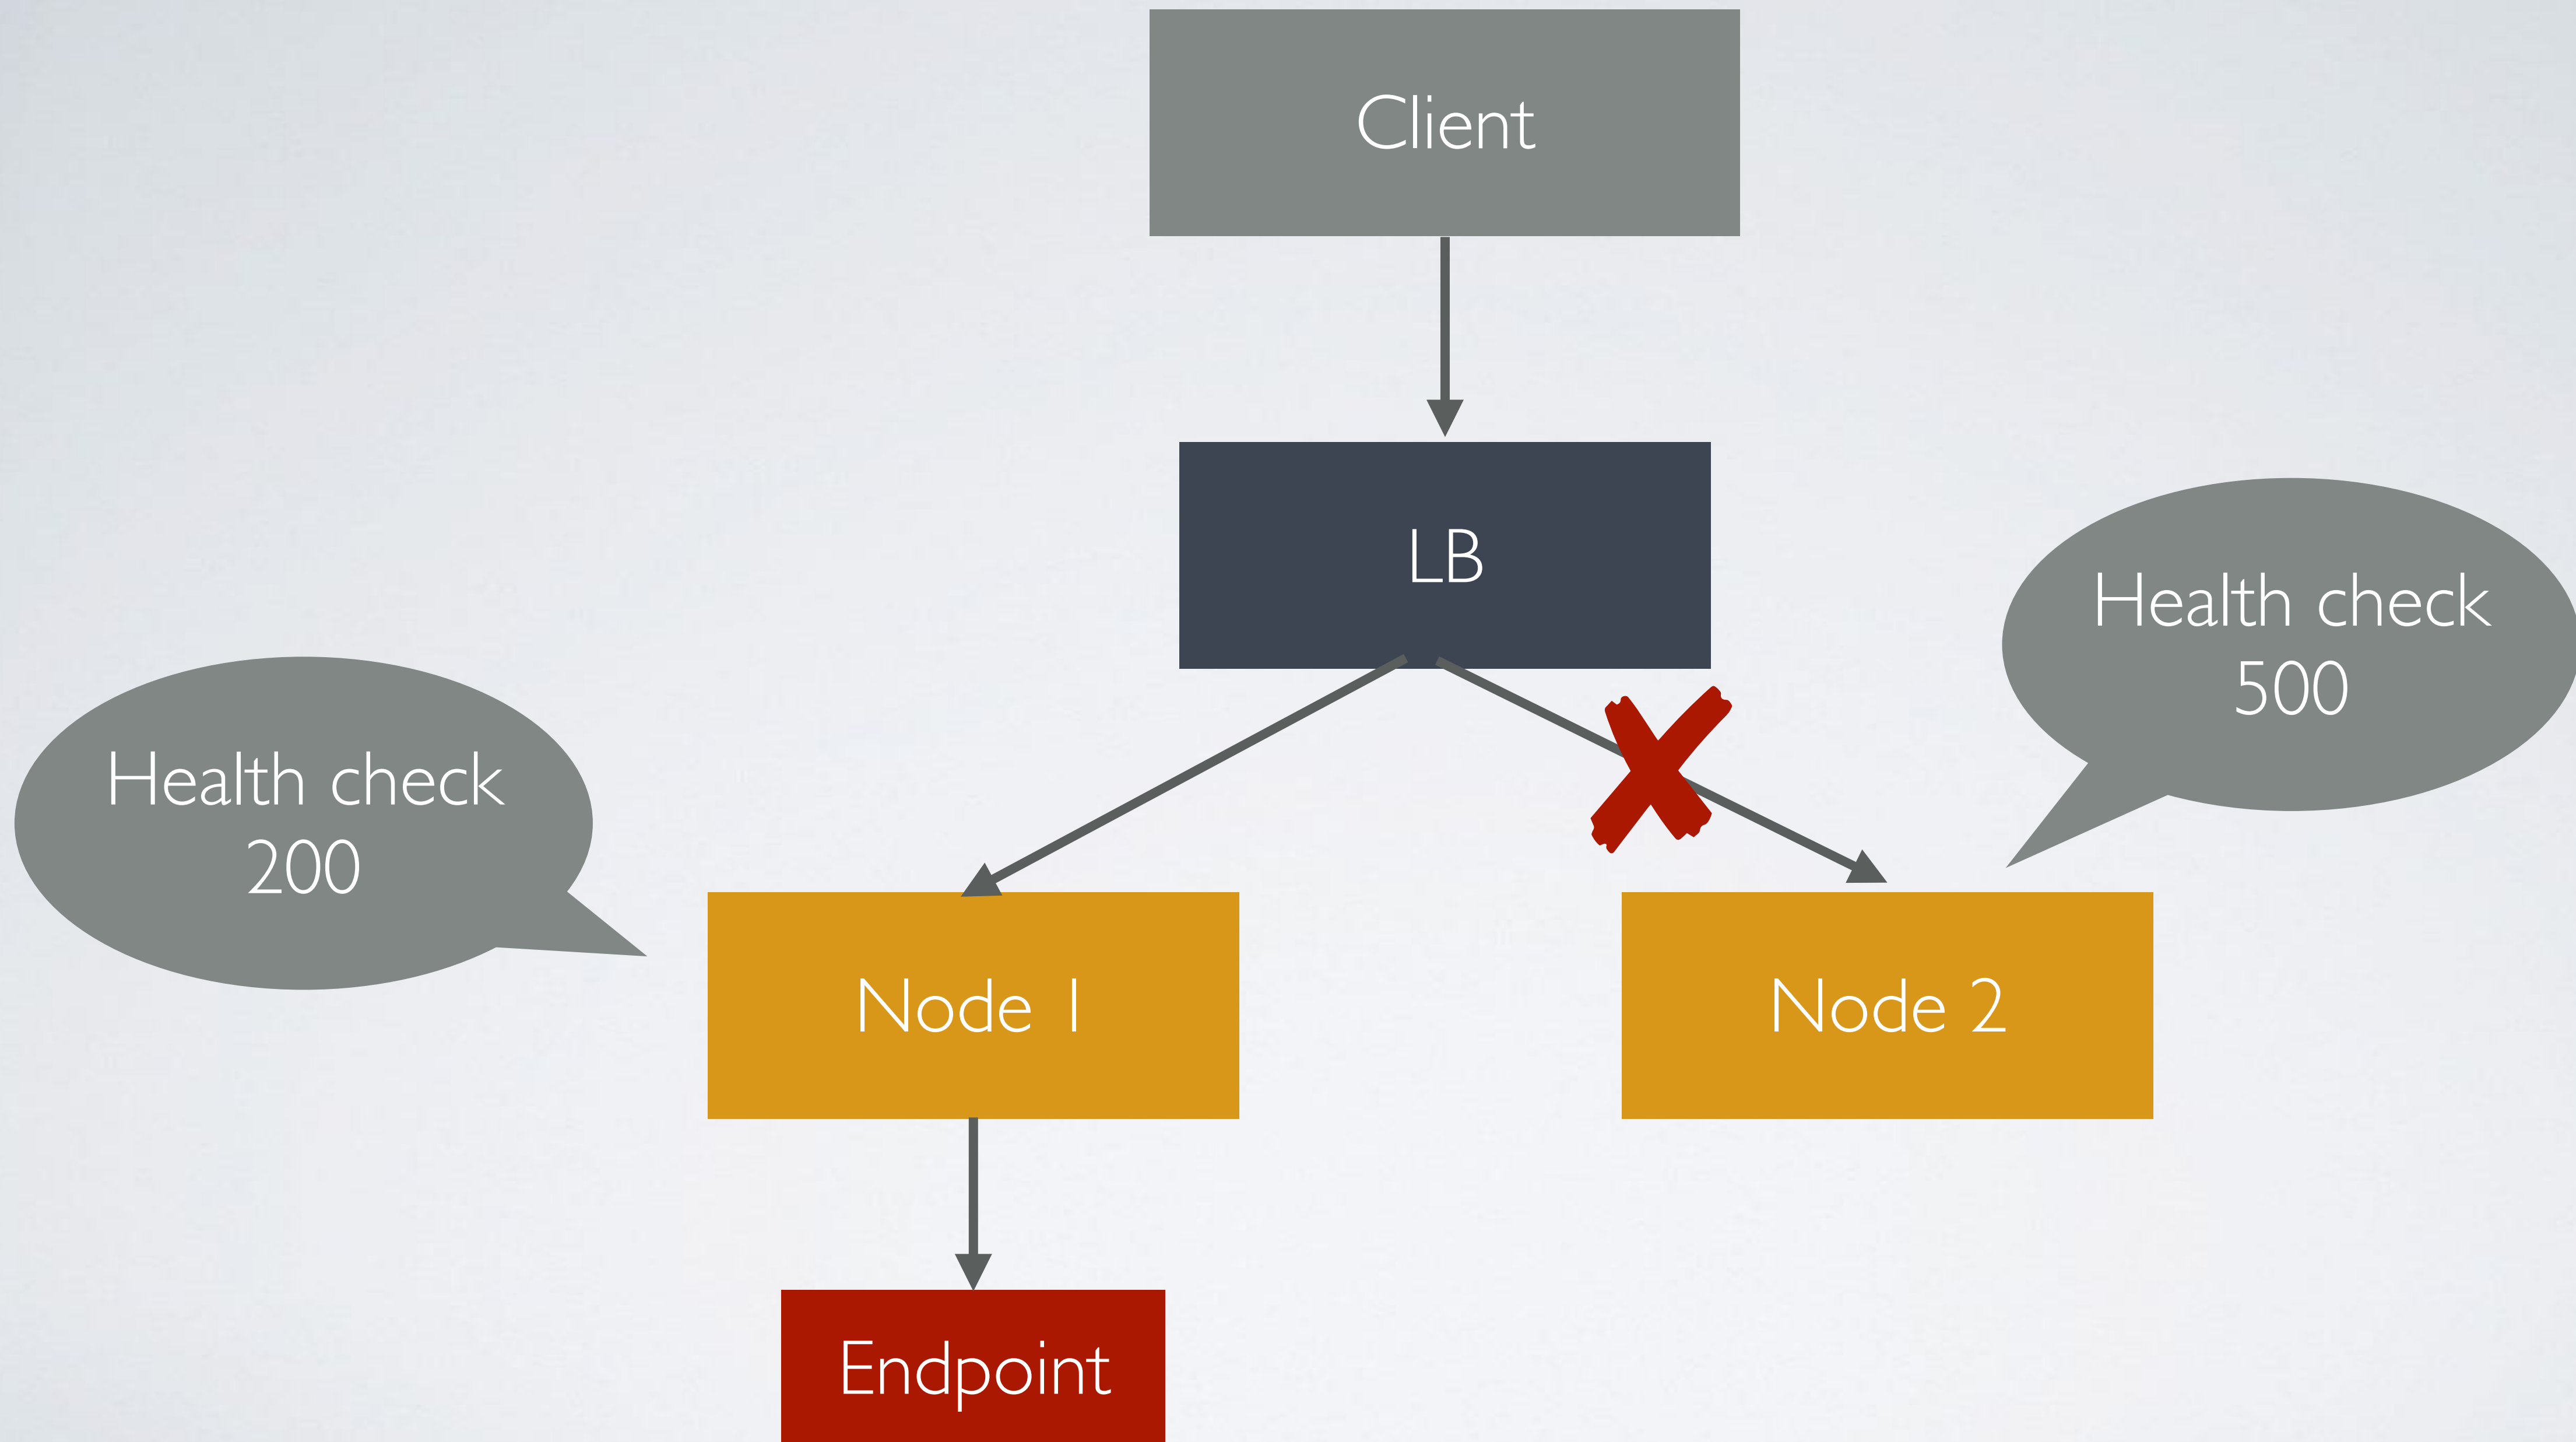 Client
LB
Health check
500
Health check
200
Node 1
Node 2
Endpoint